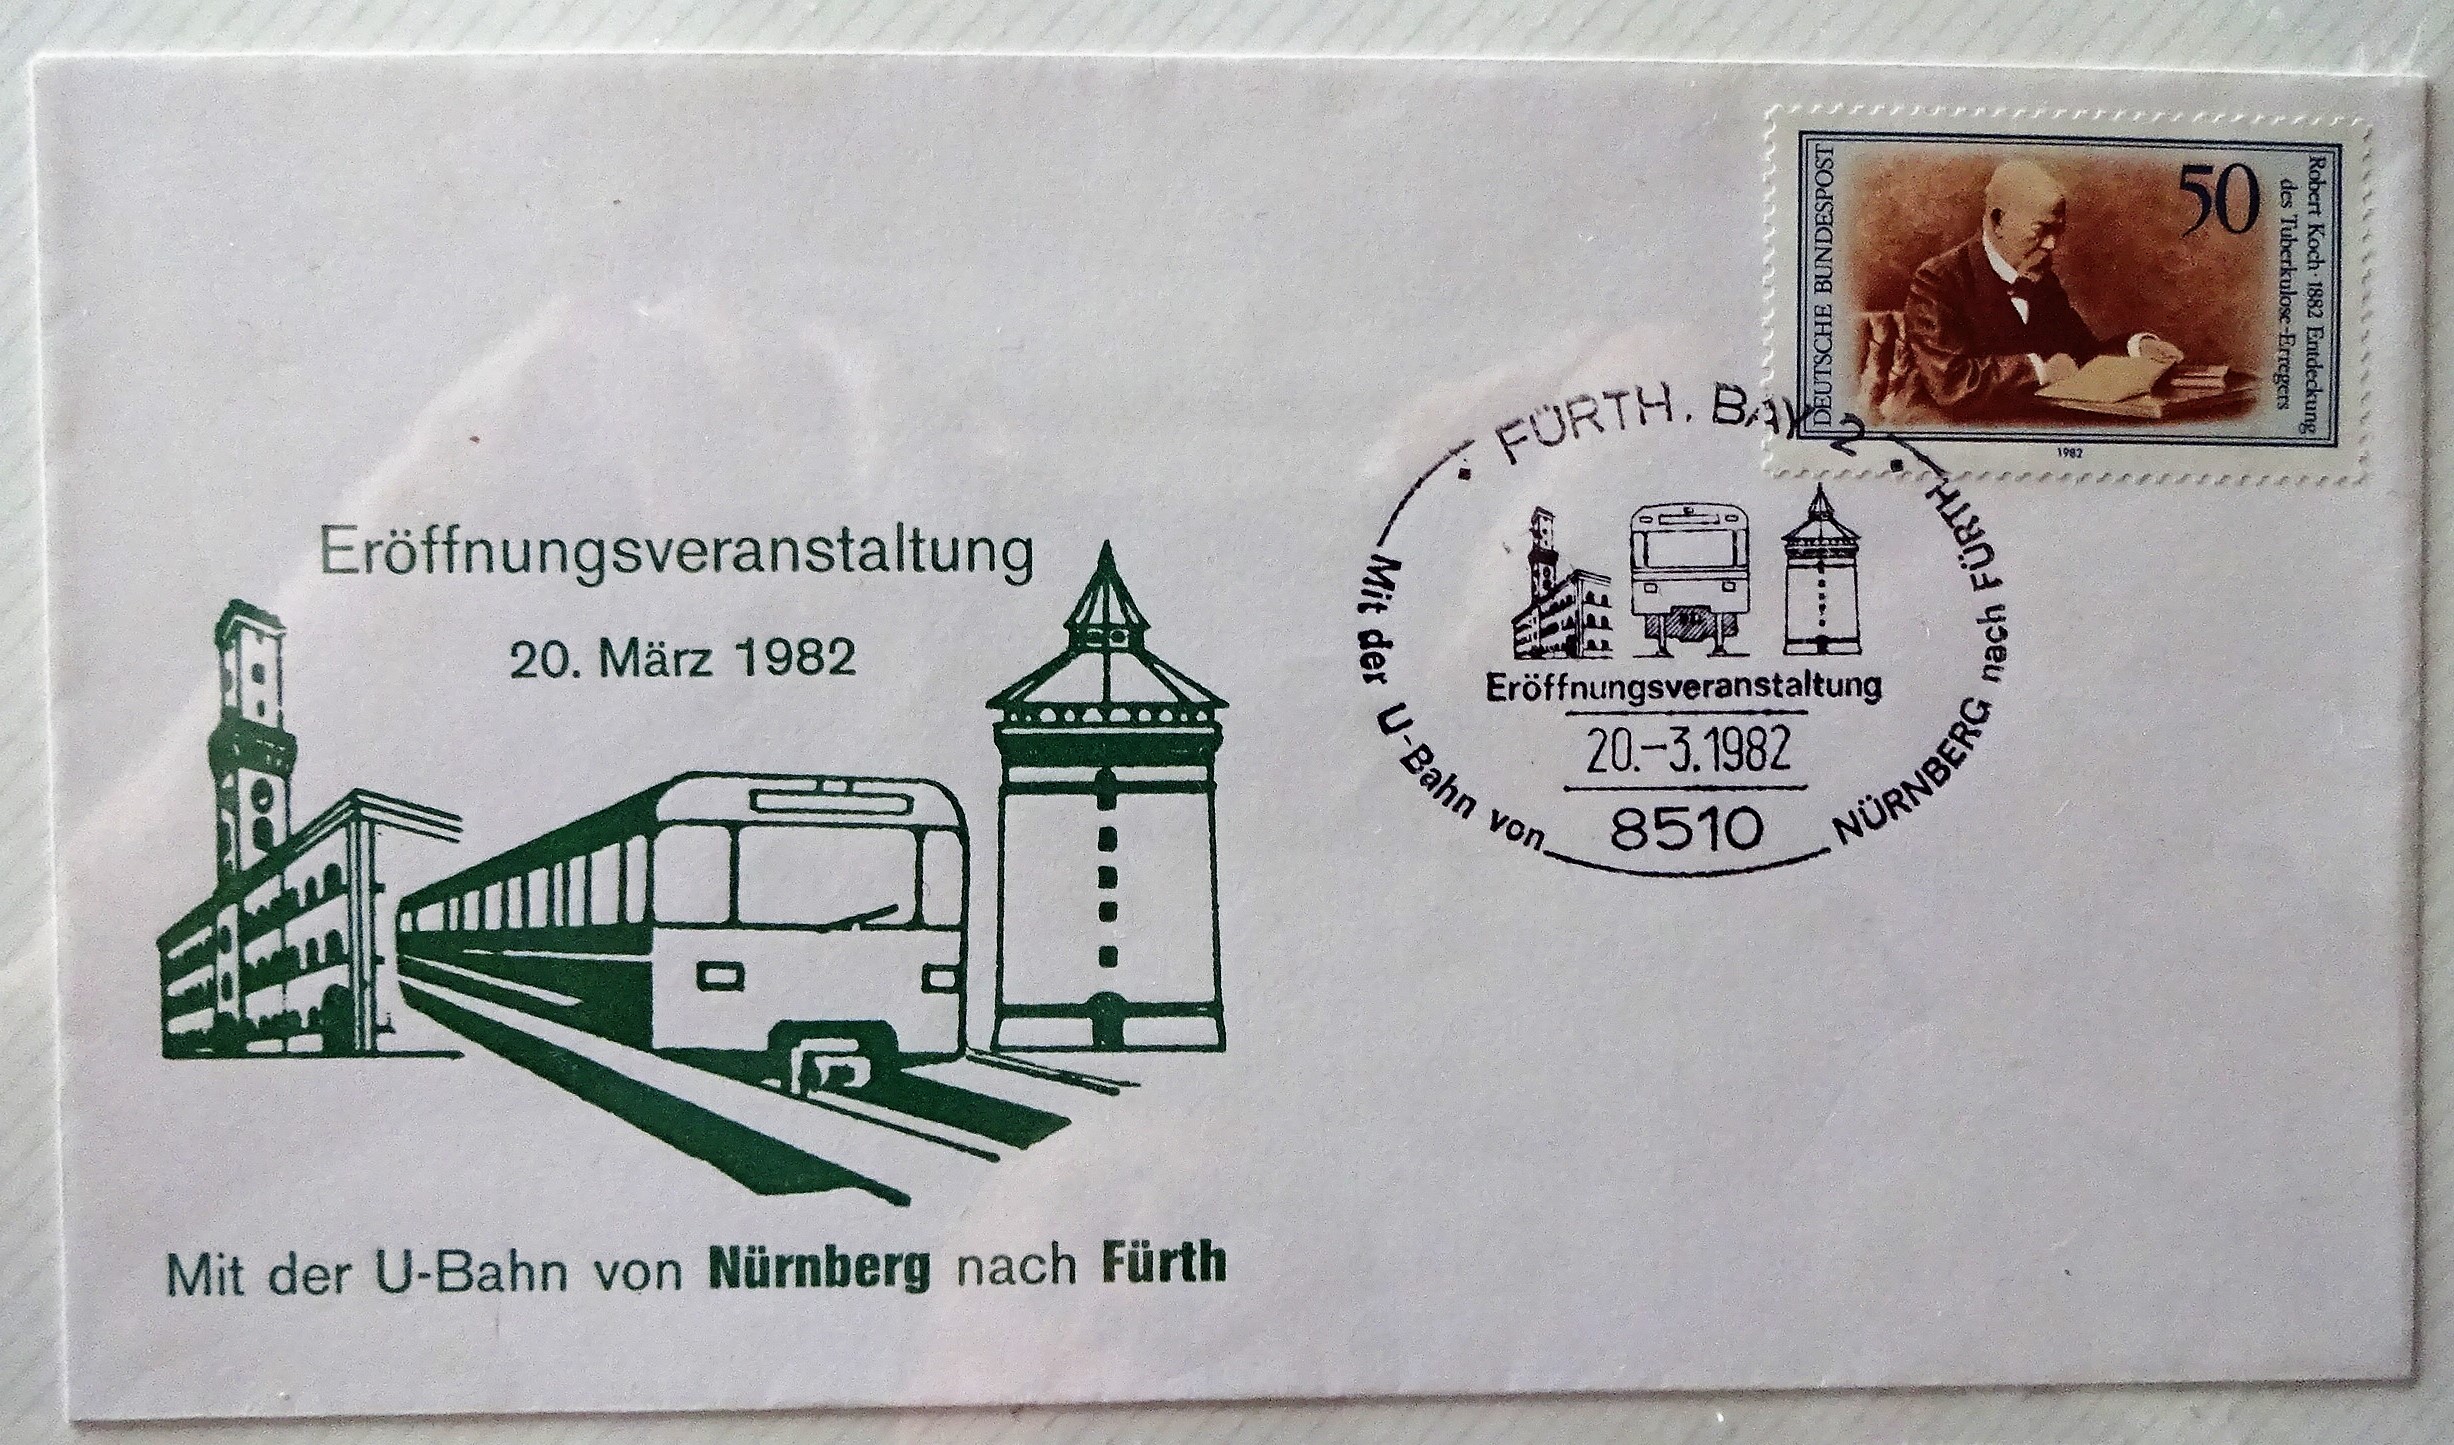 DEUTSCHE BUNDESPOST
50
Robert Koch · 1882 Entdeckung
des Tuberkulose-Erregers
1982
Eröffnungsveranstaltung
20. März 1982
Mit der U-Bahn von Nürnberg nach Fürth
FÜRTH, BAY 2
Mit der U-Bahn von NÜRNBERG nach FÜRTH
Eröffnungsveranstaltung
20.-3.1982
8510